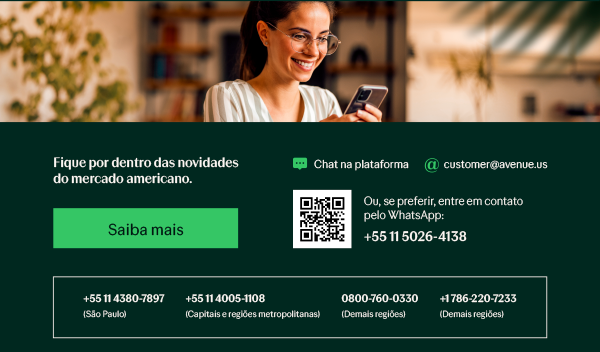 Fique por dentro das novidades
do mercado americano.
Saiba mais
Chat na plataforma
@ customer@avenue.us
Ou, se preferir, entre em contato
pelo WhatsApp:
+55 11 5026-4138
+55 11 4380-7897
(São Paulo)
+55 11 4005-1108
(Capitais e regiões metropolitanas)
0800-760-0330
(Demais regiões)
+1 786-220-7233
(Demais regiões)